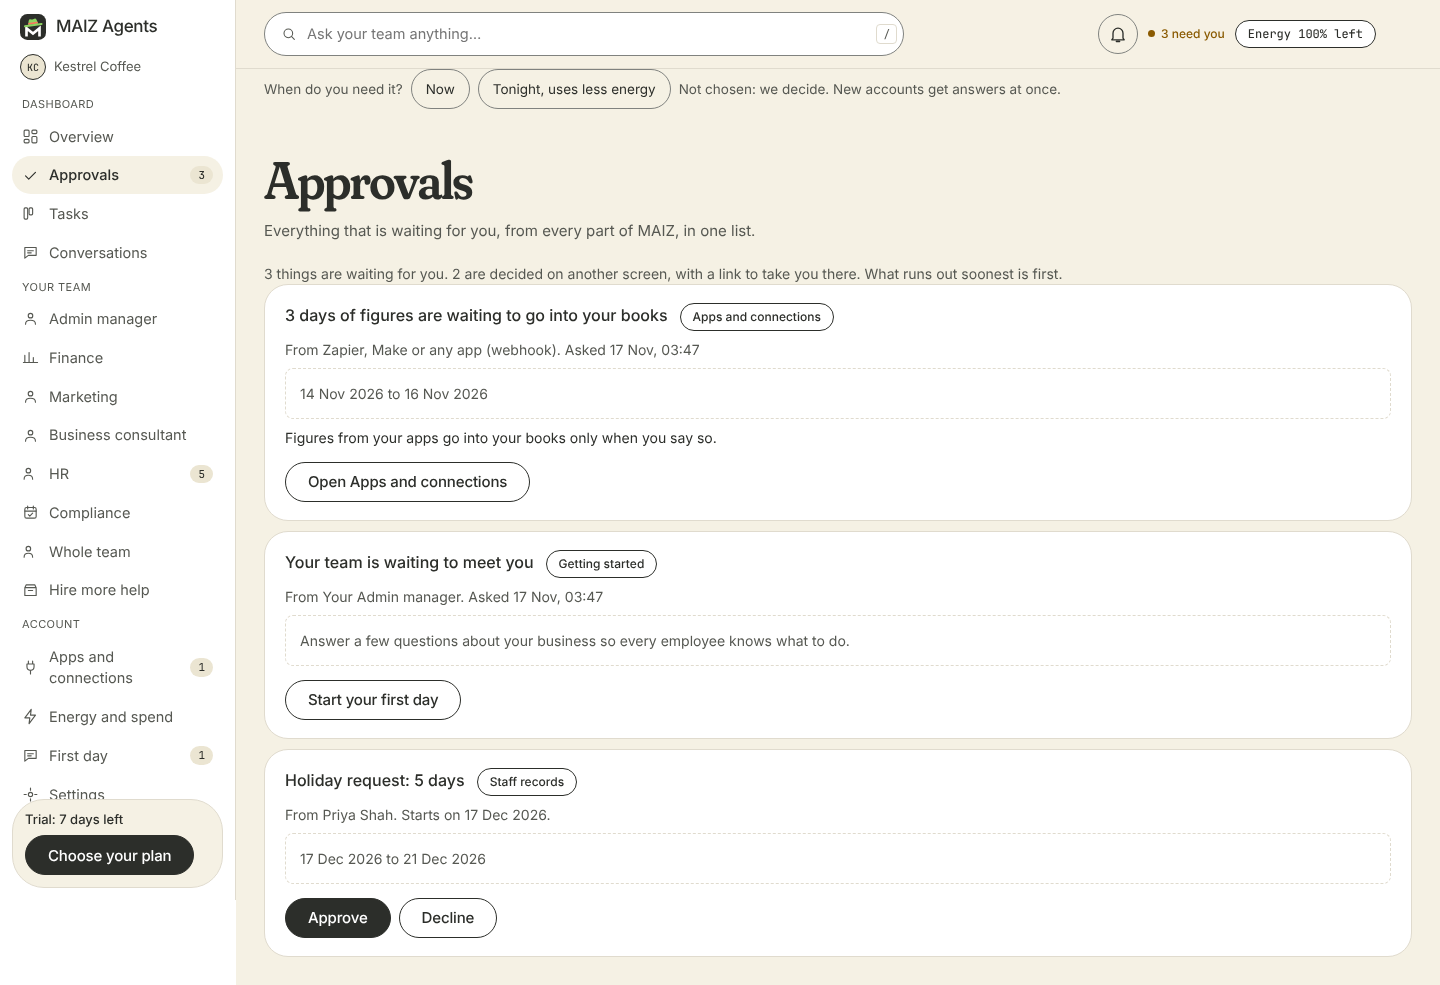 MAIZ Agents
KC Kestrel Coffee
DASHBOARD
Overview
Approvals 3
Tasks
Conversations
YOUR TEAM
Admin manager
Finance
Marketing
Business consultant
HR 5
Compliance
Whole team
Hire more help
ACCOUNT
Apps and
connections 1
Energy and spend
First day 1
Settings
Trial: 7 days left
Choose your plan
Ask your team anything... /
3 need you
Energy 100% left
When do you need it? Now Tonight, uses less energy Not chosen: we decide. New accounts get answers at once.
Approvals
Everything that is waiting for you, from every part of MAIZ, in one list.
3 things are waiting for you. 2 are decided on another screen, with a link to take you there. What runs out soonest is first.
3 days of figures are waiting to go into your books Apps and connections
From Zapier, Make or any app (webhook). Asked 17 Nov, 03:47
14 Nov 2026 to 16 Nov 2026
Figures from your apps go into your books only when you say so.
Open Apps and connections
Your team is waiting to meet you Getting started
From Your Admin manager. Asked 17 Nov, 03:47
Answer a few questions about your business so every employee knows what to do.
Start your first day
Holiday request: 5 days Staff records
From Priya Shah. Starts on 17 Dec 2026.
17 Dec 2026 to 21 Dec 2026
Approve Decline